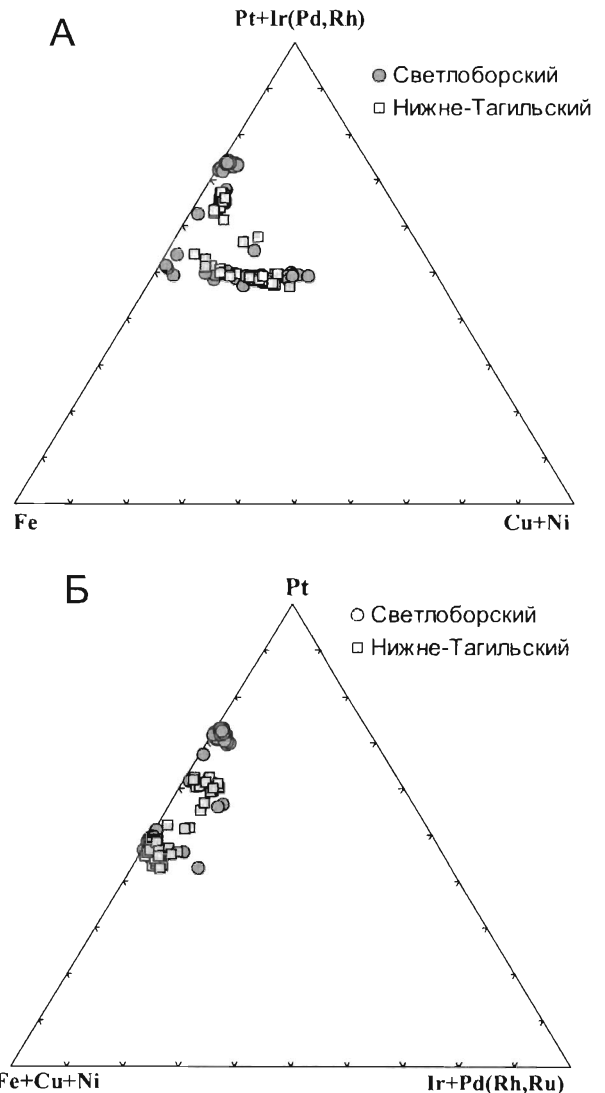 А
Pt+Ir(Pd,Rh)
Светлоборский
Нижне-Тагильский
Fe
Cu+Ni
Б
Pt
Светлоборский
Нижне-Тагильский
Fe+Cu+Ni
Ir+Pd(Rh,Ru)